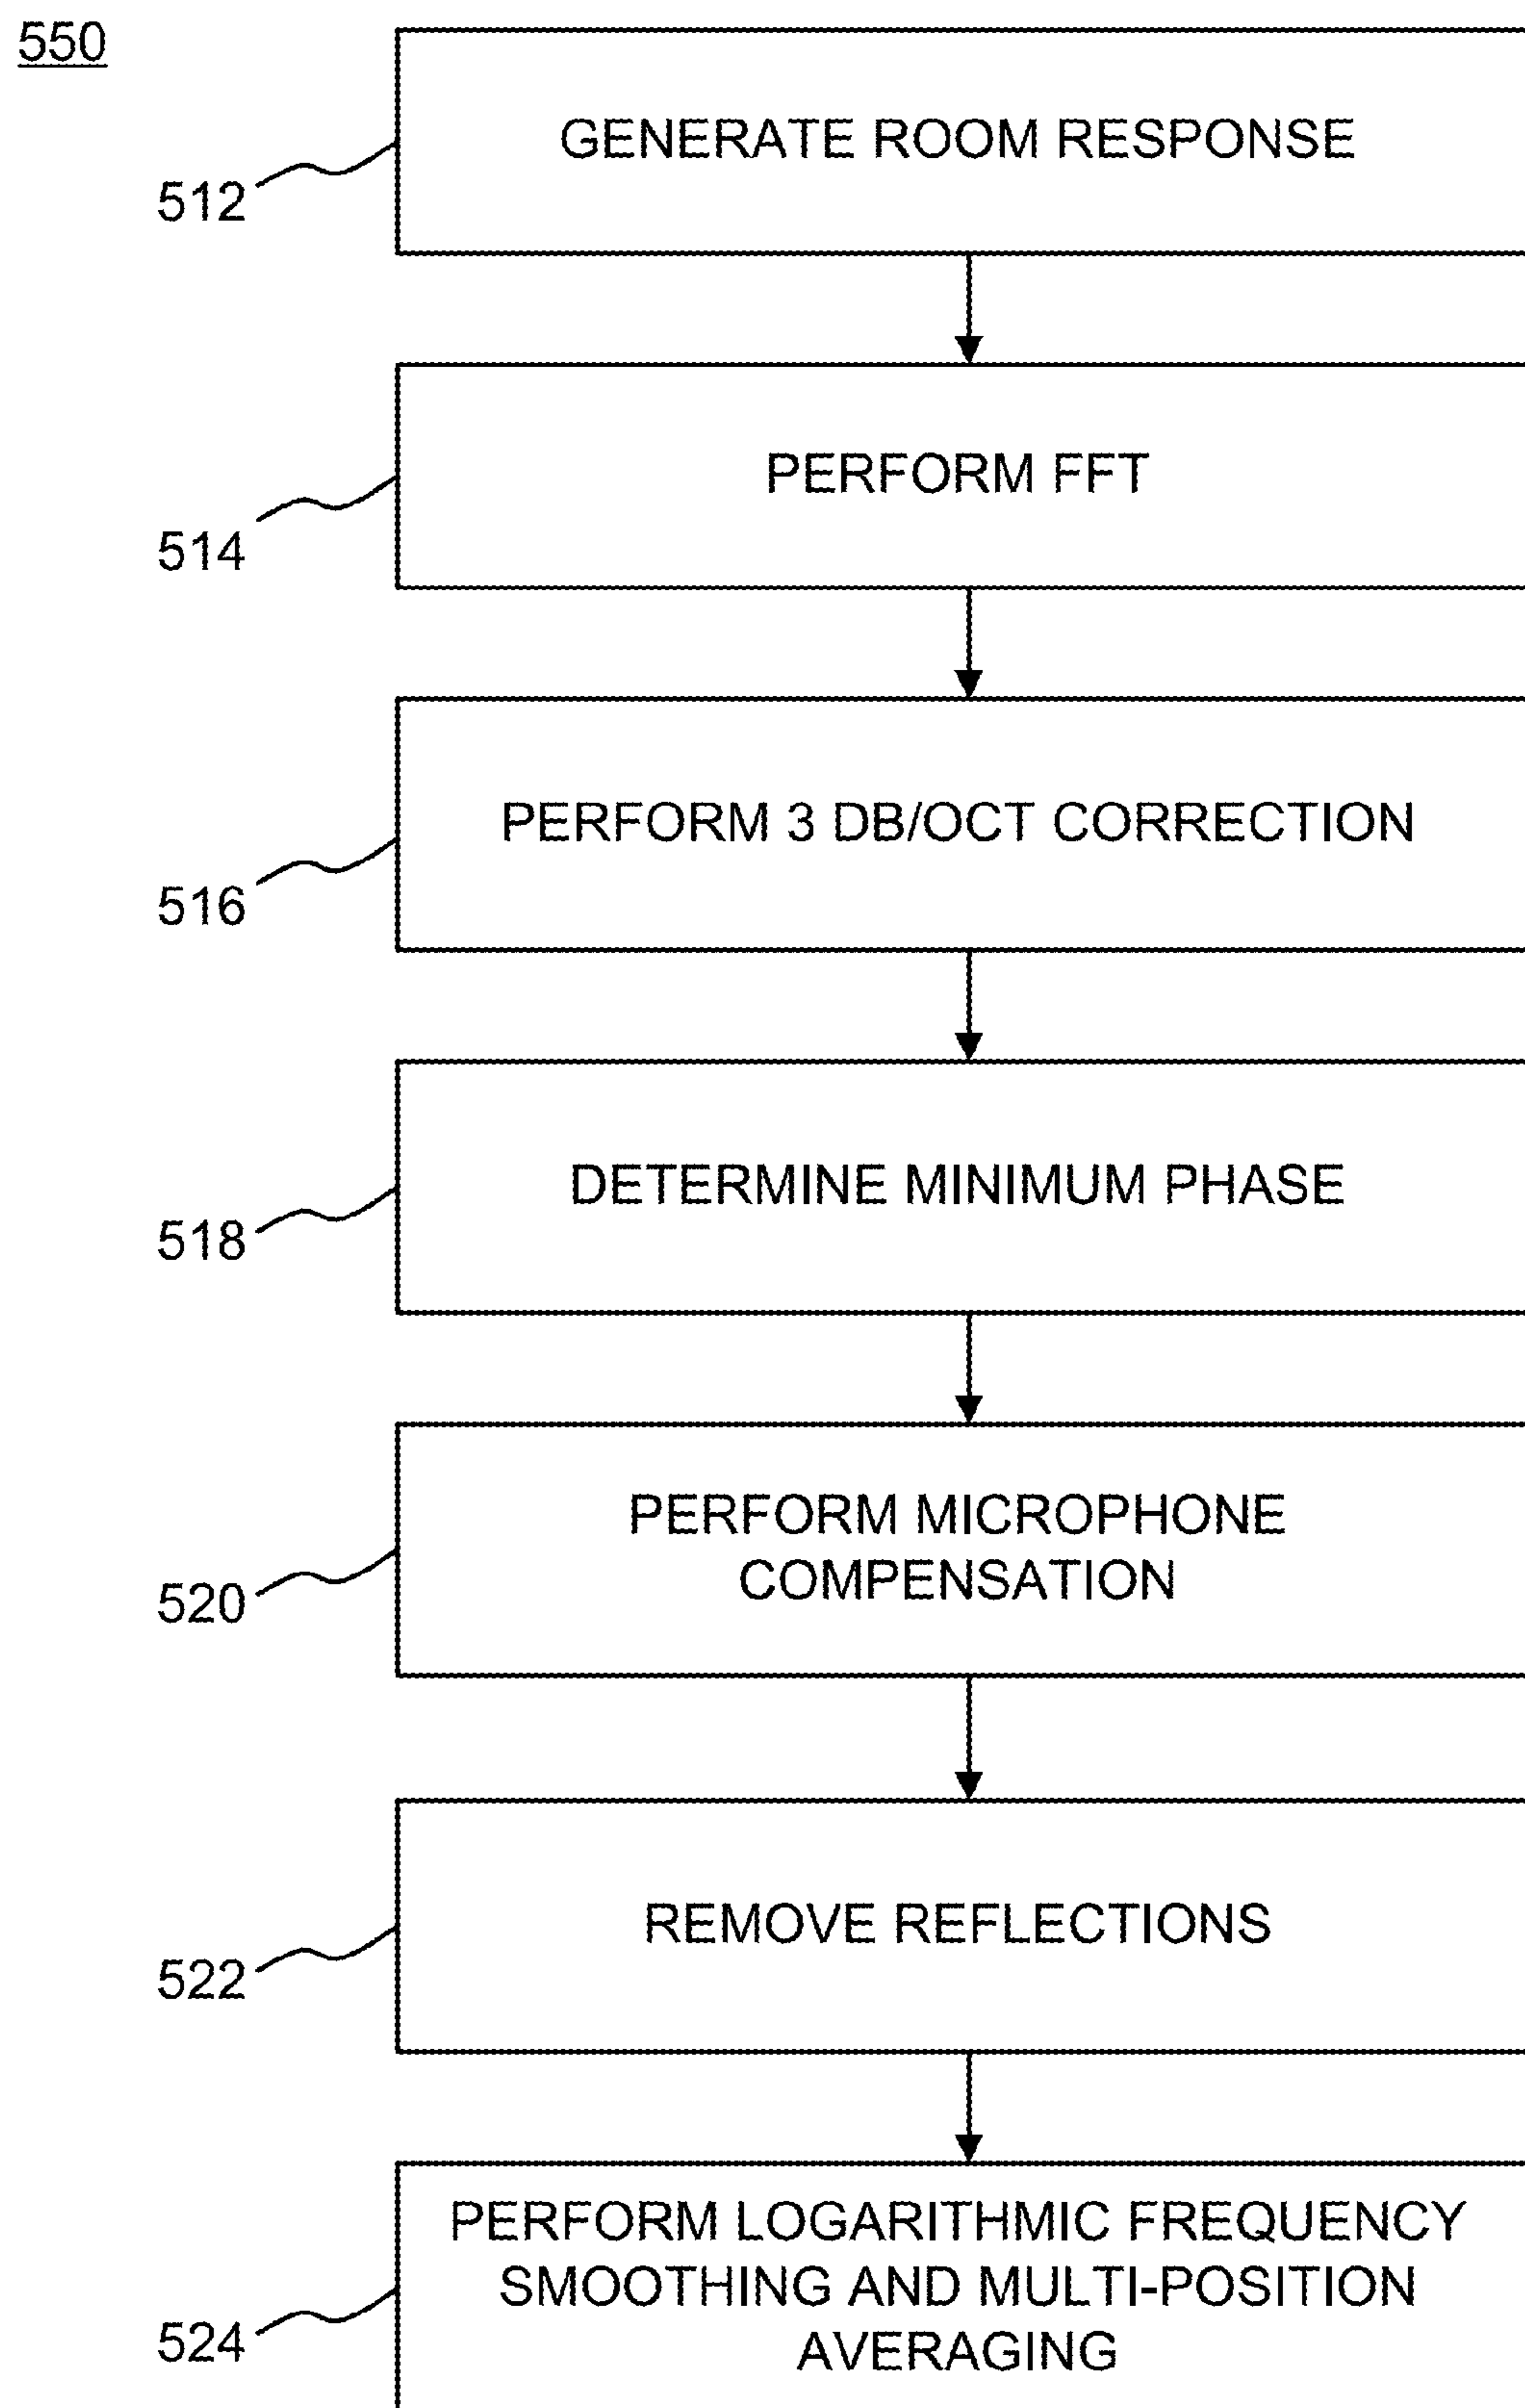 550
GENERATE ROOM RESPONSE
512
PERFORM FFT
514
PERFORM 3 DB/OCT CORRECTION
516
DETERMINE MINIMUM PHASE
518
PERFORM MICROPHONE
COMPENSATION
520
REMOVE REFLECTIONS
522
PERFORM LOGARITHMIC FREQUENCY
SMOOTHING AND MULTI-POSITION
AVERAGING
524